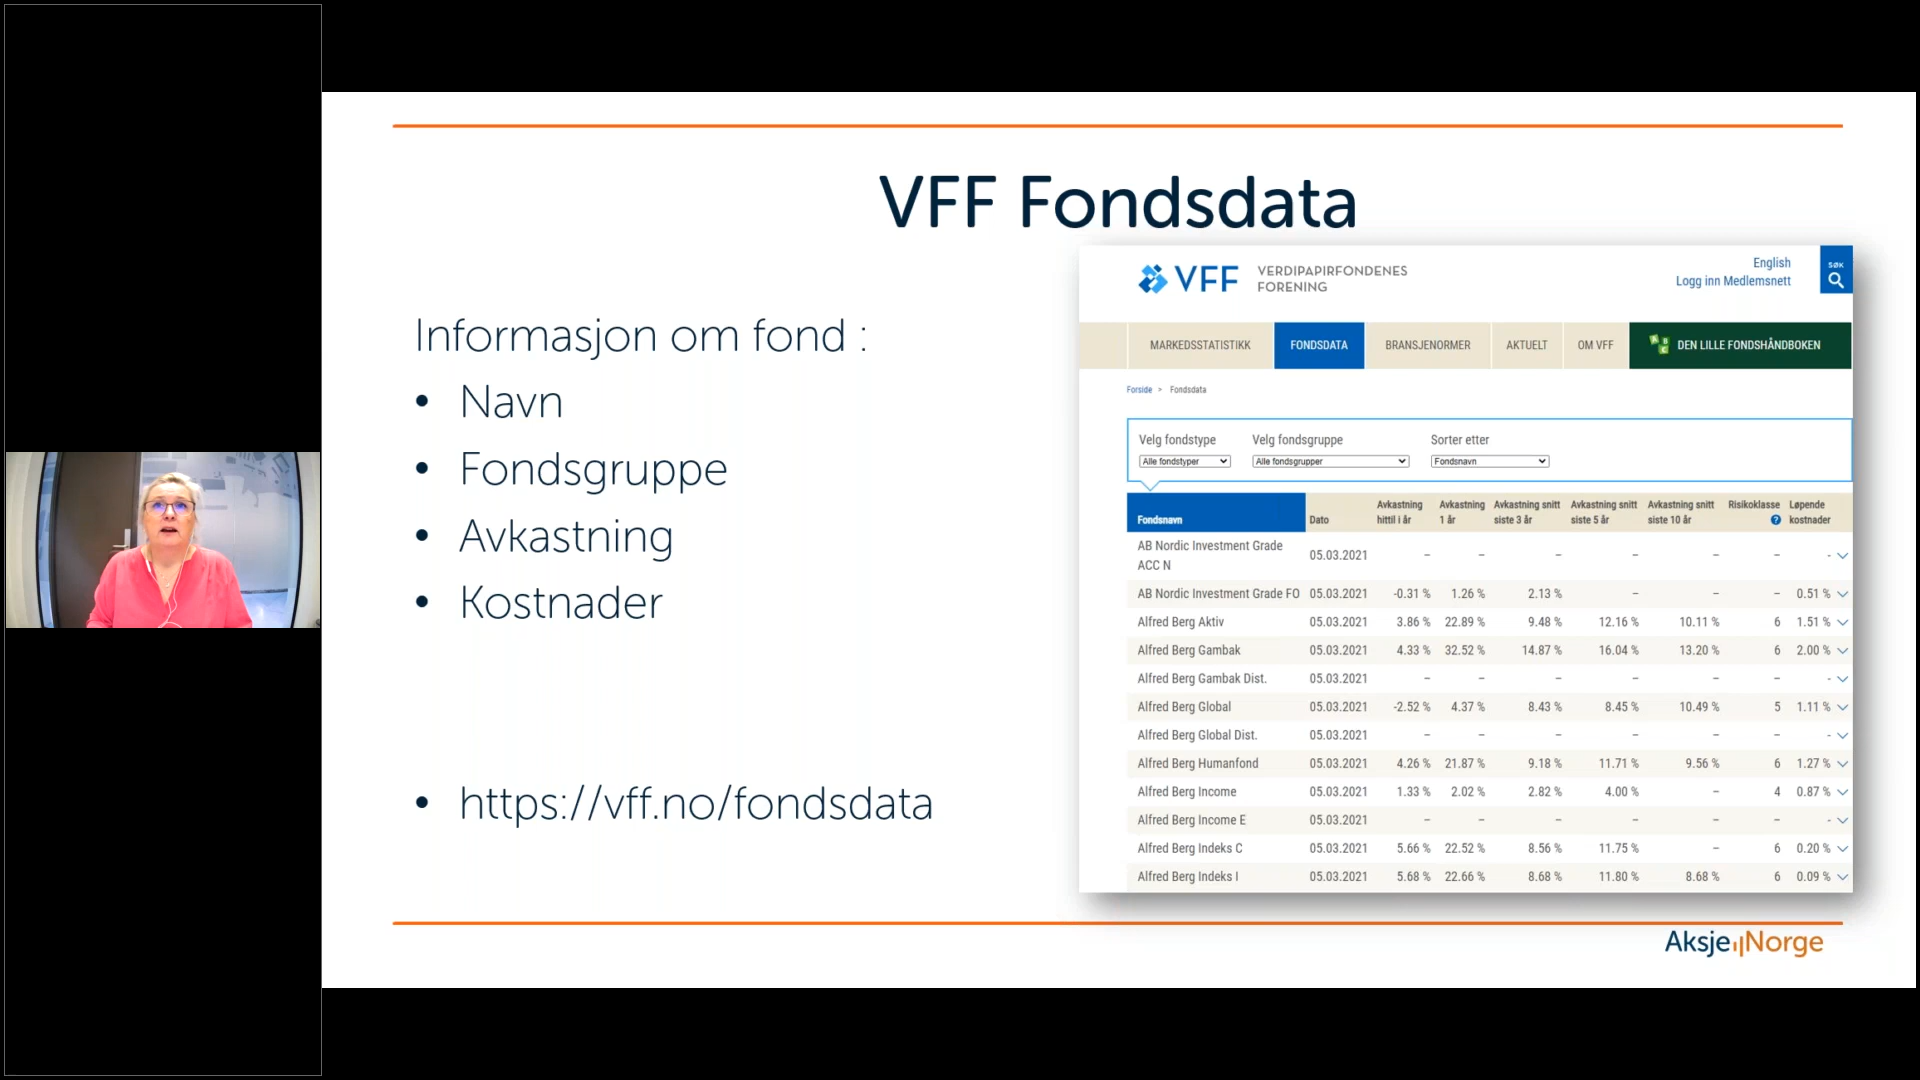 VFF Fondsdata
Informasjon om fond :
• Navn
• Fondsgruppe
• Avkastning
• Kostnader
• https://vff.no/fondsdata
VFF VERDIPAPIRFONDENES
FORENING
English
Logg inn Medlemsnett
SØK
MARKEDSSTATISTIKK FONDSDATA BRANSJENORMER AKTUELT OM VFF DEN LILLE FONDSHÅNDBOKEN
Forside > Fondsdata
Velg fondstype Velg fondsgruppe Sorter etter
Alle fondstyper Alle fondsgrupper Fondsnavn
Fondsnavn Dato Avkastning hittil i år Avkastning 1 år Avkastning snitt siste 3 år Avkastning snitt siste 5 år Avkastning snitt siste 10 år Risikoklasse ? Løpende kostnader
AB Nordic Investment Grade
ACC N 05.03.2021 – – – – – – -
AB Nordic Investment Grade FO 05.03.2021 -0.31 % 1.26 % 2.13 % – – – 0.51 %
Alfred Berg Aktiv 05.03.2021 3.86 % 22.89 % 9.48 % 12.16 % 10.11 % 6 1.51 %
Alfred Berg Gambak 05.03.2021 4.33 % 32.52 % 14.87 % 16.04 % 13.20 % 6 2.00 %
Alfred Berg Gambak Dist. 05.03.2021 – – – – – – -
Alfred Berg Global 05.03.2021 -2.52 % 4.37 % 8.43 % 8.45 % 10.49 % 5 1.11 %
Alfred Berg Global Dist. 05.03.2021 – – – – – – -
Alfred Berg Humanfond 05.03.2021 4.26 % 21.87 % 9.18 % 11.71 % 9.56 % 6 1.27 %
Alfred Berg Income 05.03.2021 1.33 % 2.02 % 2.82 % 4.00 % – 4 0.87 %
Alfred Berg Income E 05.03.2021 – – – – – – -
Alfred Berg Indeks C 05.03.2021 5.66 % 22.52 % 8.56 % 11.75 % – 6 0.20 %
Alfred Berg Indeks I 05.03.2021 5.68 % 22.66 % 8.68 % 11.80 % 8.68 % 6 0.09 %
AksjeNorge